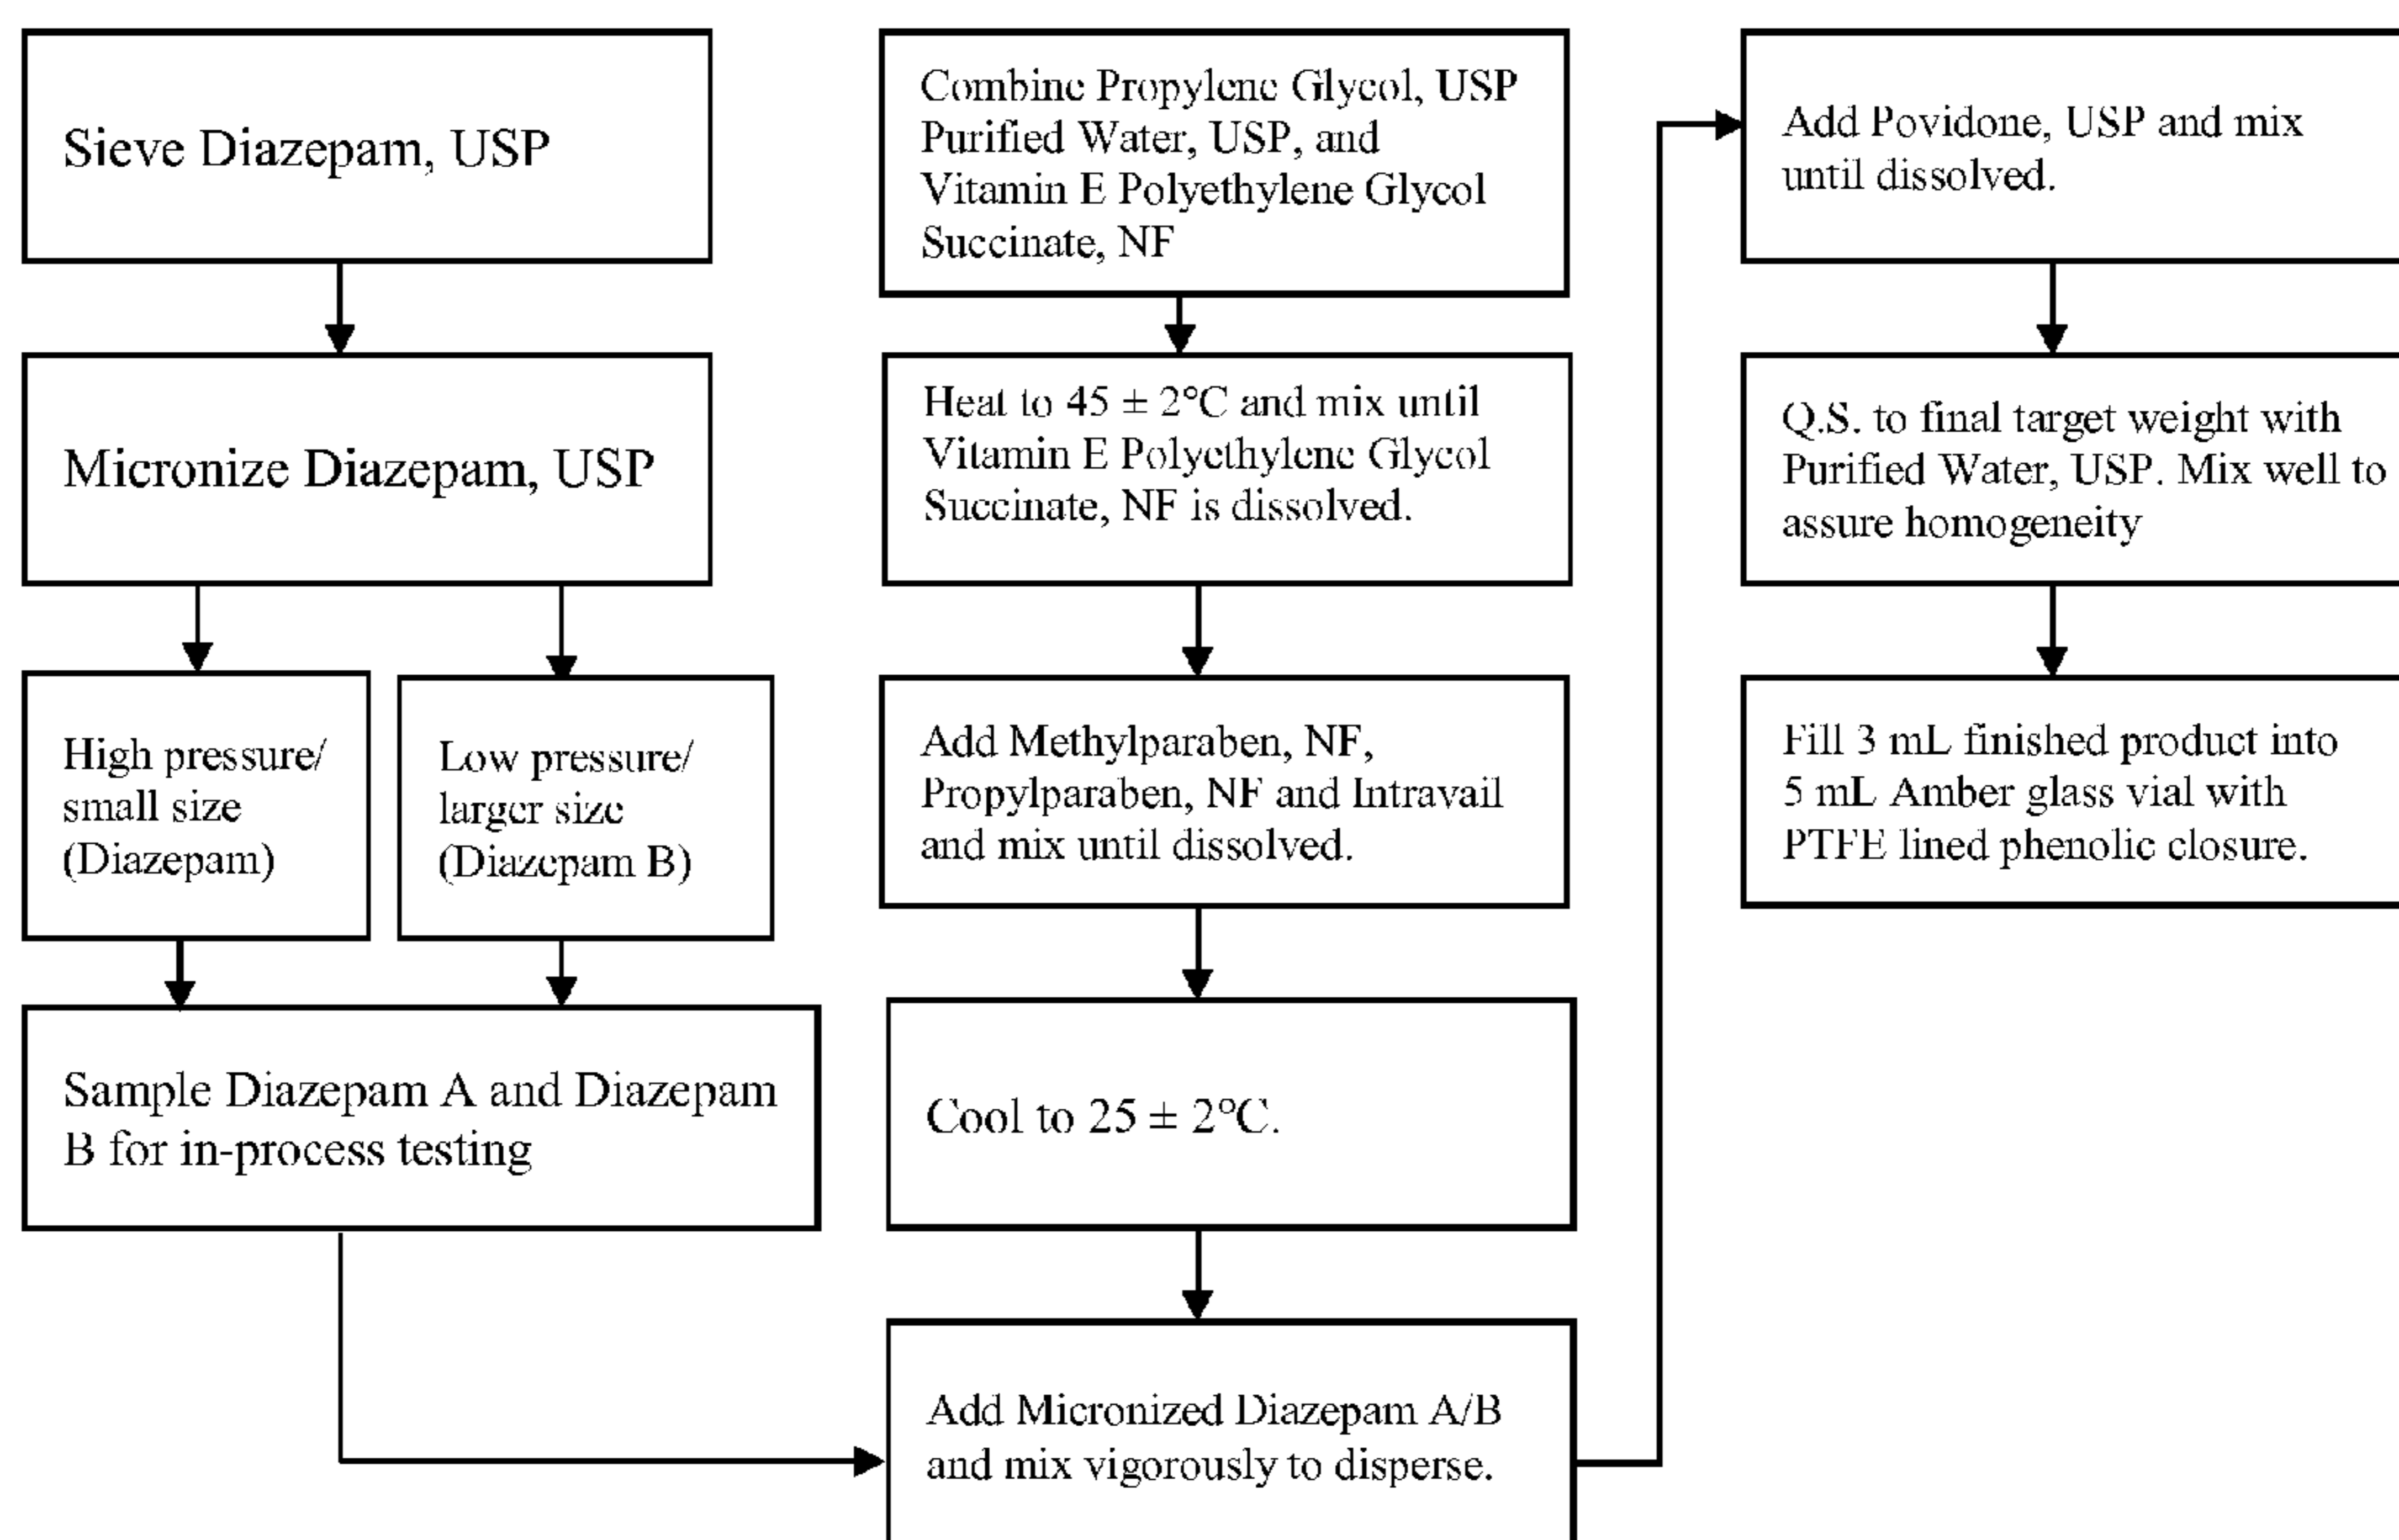 Sieve Diazepam, USP
Micronize Diazepam, USP
High pressure/
small size
(Diazepam)
Low pressure/
larger size
(Diazepam B)
Sample Diazepam A and Diazepam
B for in-process testing
Combine Propylene Glycol, USP
Purified Water, USP, and
Vitamin E Polyethylene Glycol
Succinate, NF
Heat to 45 ± 2°C and mix until
Vitamin E Polyethylene Glycol
Succinate, NF is dissolved.
Add Methylparaben, NF,
Propylparaben, NF and Intravail
and mix until dissolved.
Cool to 25 ± 2°C.
Add Micronized Diazepam A/B
and mix vigorously to disperse.
Add Povidone, USP and mix
until dissolved.
Q.S. to final target weight with
Purified Water, USP. Mix well to
assure homogeneity
Fill 3 mL finished product into
5 mL Amber glass vial with
PTFE lined phenolic closure.